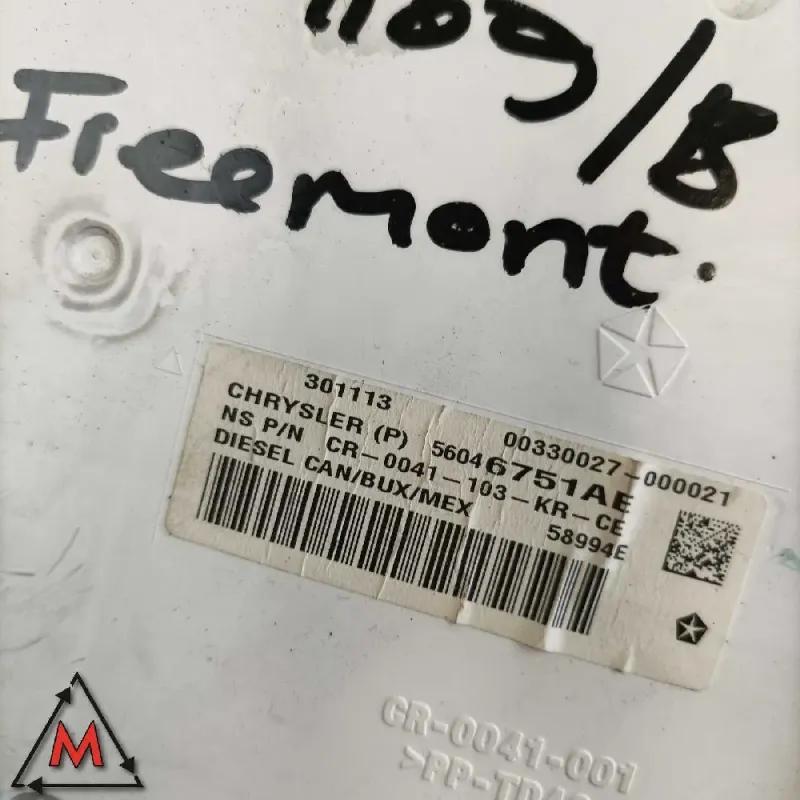 1109/B
Freemont.
301113
00330027-000021
CHRYSLER (P) 56046751AE
NS P/N CR-0041-103-KR-CE
DIESEL CAN/BUX/MEX
58994E
CR-0041-001
M